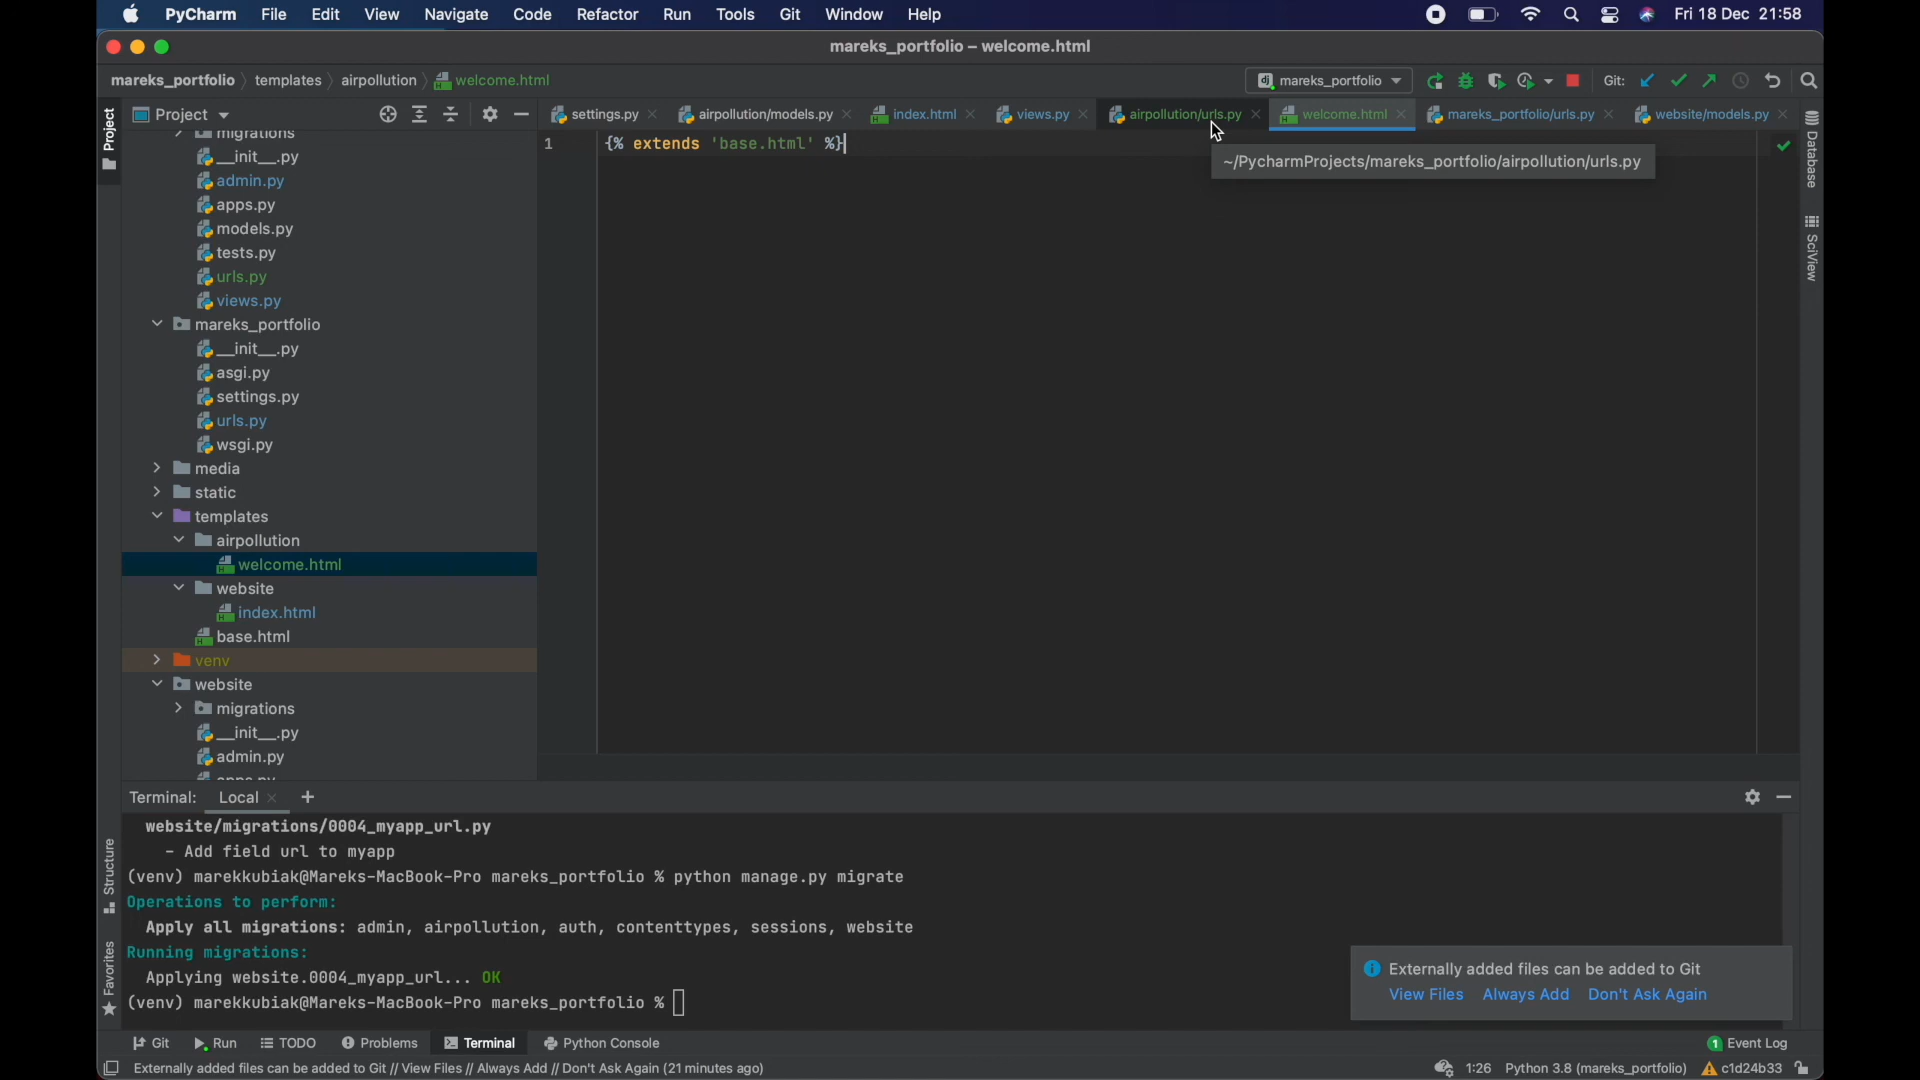 PyCharm File Edit View Navigate Code Refactor Run Tools Git Window Help Fri 18 Dec 21:58
mareks_portfolio – welcome.html
mareks_portfolio templates airpollution welcome.html mareks_portfolio Git:
Project
Project
settings.py airpollution/models.py index.html views.py airpollution/urls.py welcome.html mareks_portfolio/urls.py website/models.py
1 {% extends 'base.html' %}
~/PycharmProjects/mareks_portfolio/airpollution/urls.py
Database
SciView
migrations
__init__.py
admin.py
apps.py
models.py
tests.py
urls.py
views.py
mareks_portfolio
__init__.py
asgi.py
settings.py
urls.py
wsgi.py
media
static
templates
airpollution
welcome.html
website
index.html
base.html
venv
website
migrations
__init__.py
admin.py
apps.py
Terminal: Local
Structure
Favorites
website/migrations/0004_myapp_url.py
- Add field url to myapp
(venv) marekkubiak@Mareks-MacBook-Pro mareks_portfolio % python manage.py migrate
Operations to perform:
Apply all migrations: admin, airpollution, auth, contenttypes, sessions, website
Running migrations:
Applying website.0004_myapp_url... OK
(venv) marekkubiak@Mareks-MacBook-Pro mareks_portfolio %
Externally added files can be added to Git
View Files Always Add Don't Ask Again
Git Run TODO Problems Terminal Python Console 1 Event Log
Externally added files can be added to Git // View Files // Always Add // Don't Ask Again (21 minutes ago) 1:26 Python 3.8 (mareks_portfolio) c1d24b33